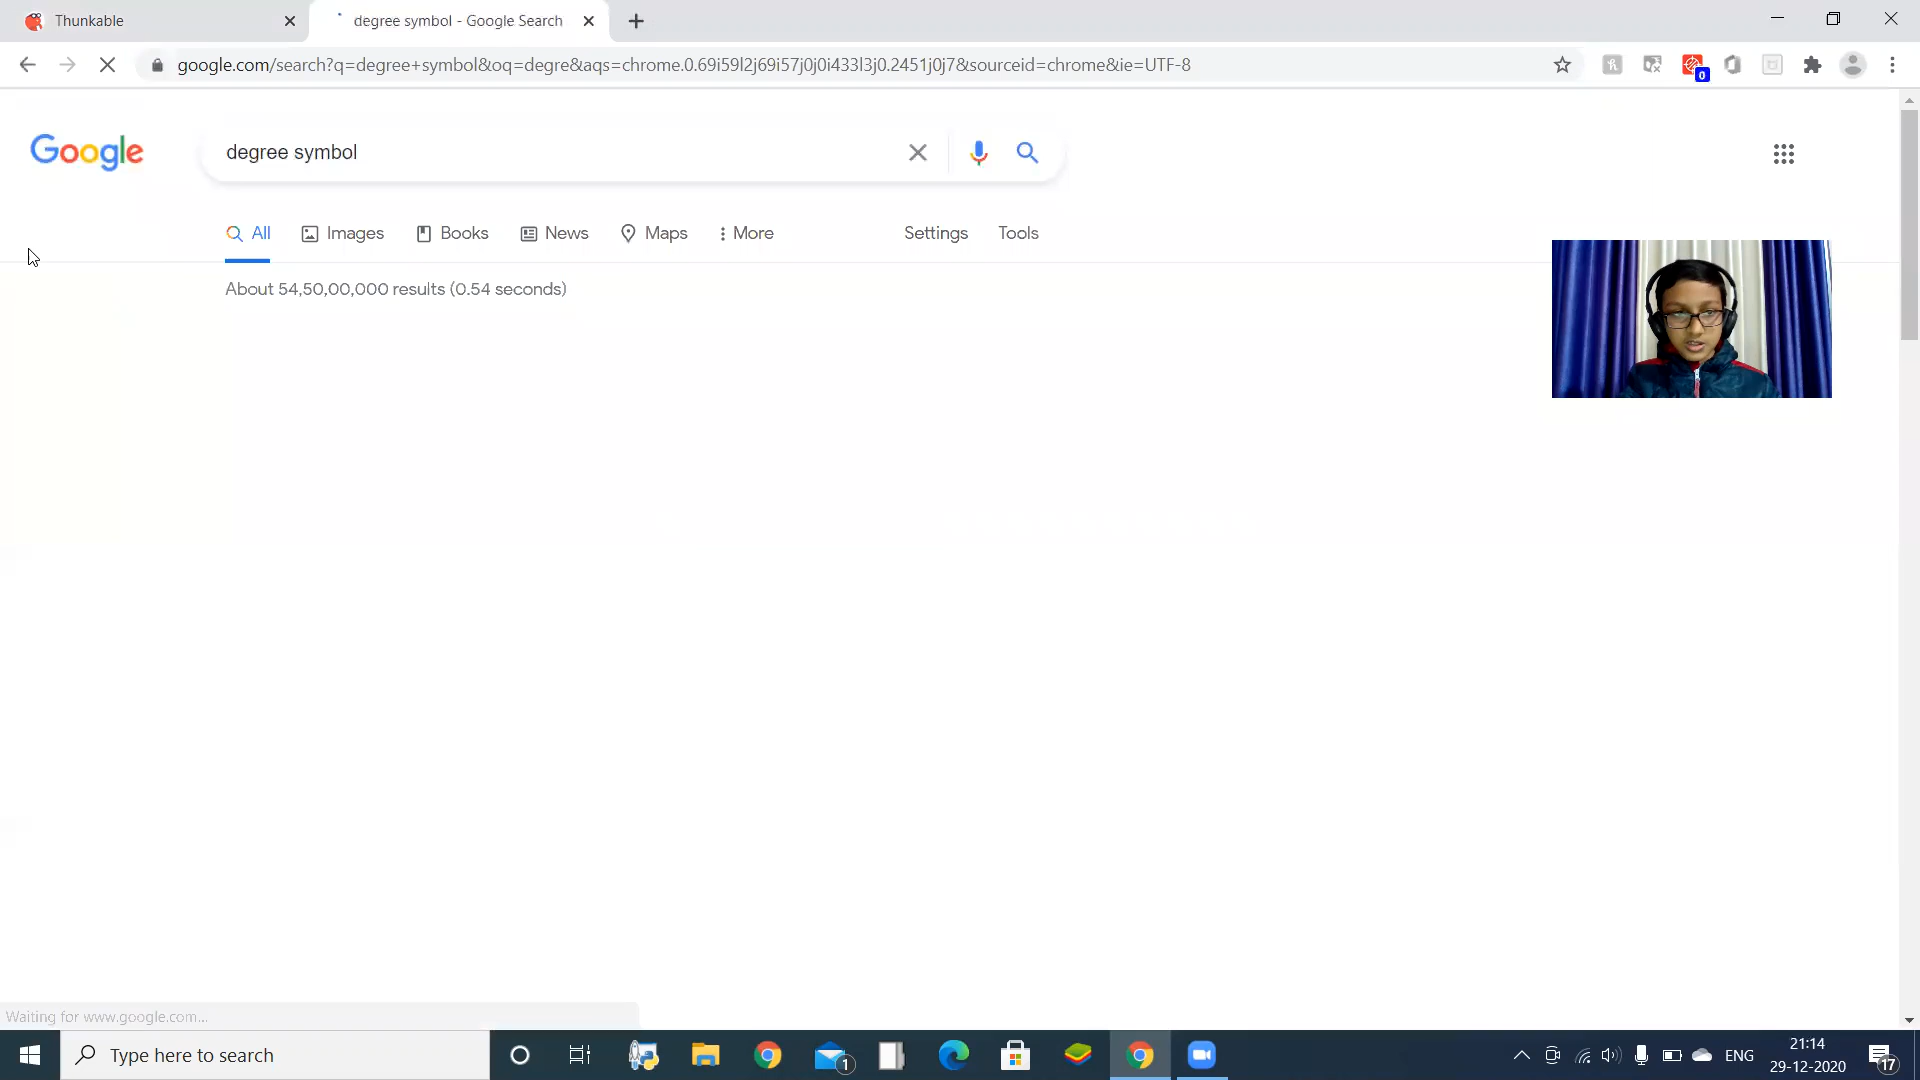 Thunkable
degree symbol - Google Search
google.com/search?q=degree+symbol&oq=degre&aqs=chrome.0.69i59l2j69i57j0j0i433l3j0.2451j0j7&sourceid=chrome&ie=UTF-8
0
Google
degree symbol
All Images Books News Maps More Settings Tools
About 54,50,00,000 results (0.54 seconds)
Waiting for www.google.com...
Type here to search
1
ENG
21:14
29-12-2020
17